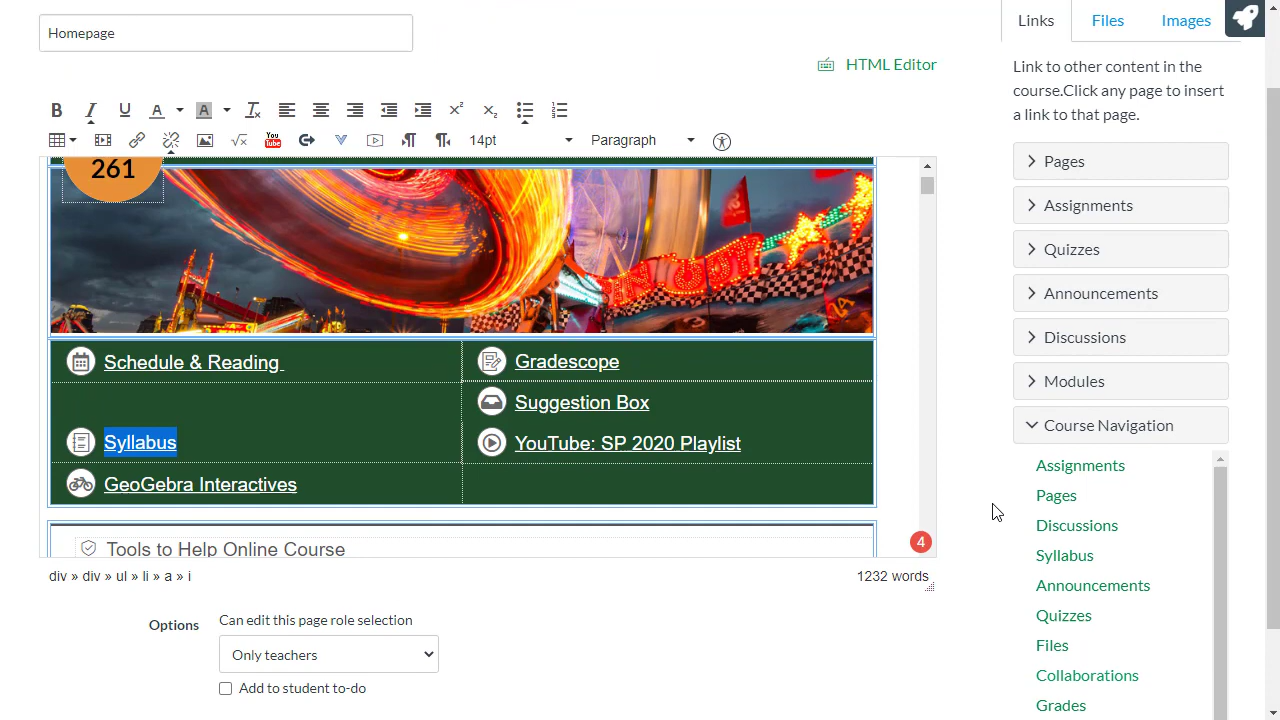 Homepage
Links Files Images
HTML Editor
Link to other content in the
course.Click any page to insert
a link to that page.
B I U A A
14pt Paragraph
You
Tube
261
Schedule & Reading
Gradescope
Suggestion Box
Syllabus
YouTube: SP 2020 Playlist
GeoGebra Interactives
Tools to Help Online Course
4
div » div » ul » li » a » i
1232 words
Options
Can edit this page role selection
Only teachers
Add to student to-do
Pages
Assignments
Quizzes
Announcements
Discussions
Modules
Course Navigation
Assignments
Pages
Discussions
Syllabus
Announcements
Quizzes
Files
Collaborations
Grades